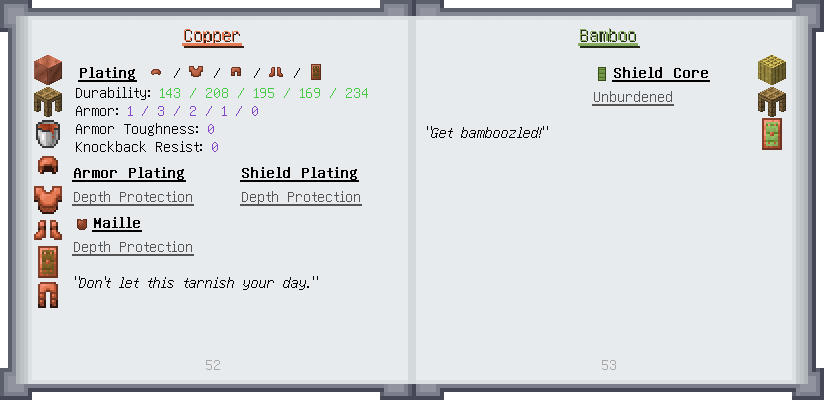 Copper
Plating / / / /
Durability: 143 / 208 / 195 / 169 / 234
Armor: 1 / 3 / 2 / 1 / 0
Armor Toughness: 0
Knockback Resist: 0
Armor Plating
Shield Plating
Depth Protection
Depth Protection
Maille
Depth Protection
"Don't let this tarnish your day."
52
Bamboo
Shield Core
Unburdened
"Get bamboozled!"
53